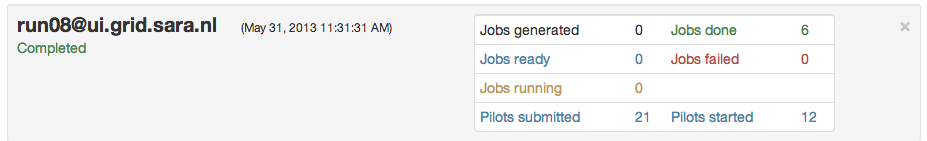 run08@ui.grid.sara.nl (May 31, 2013 11:31:31 AM)
Completed
Jobs generated 0 Jobs done 6
Jobs ready 0 Jobs failed 0
Jobs running 0
Pilots submitted 21 Pilots started 12
×